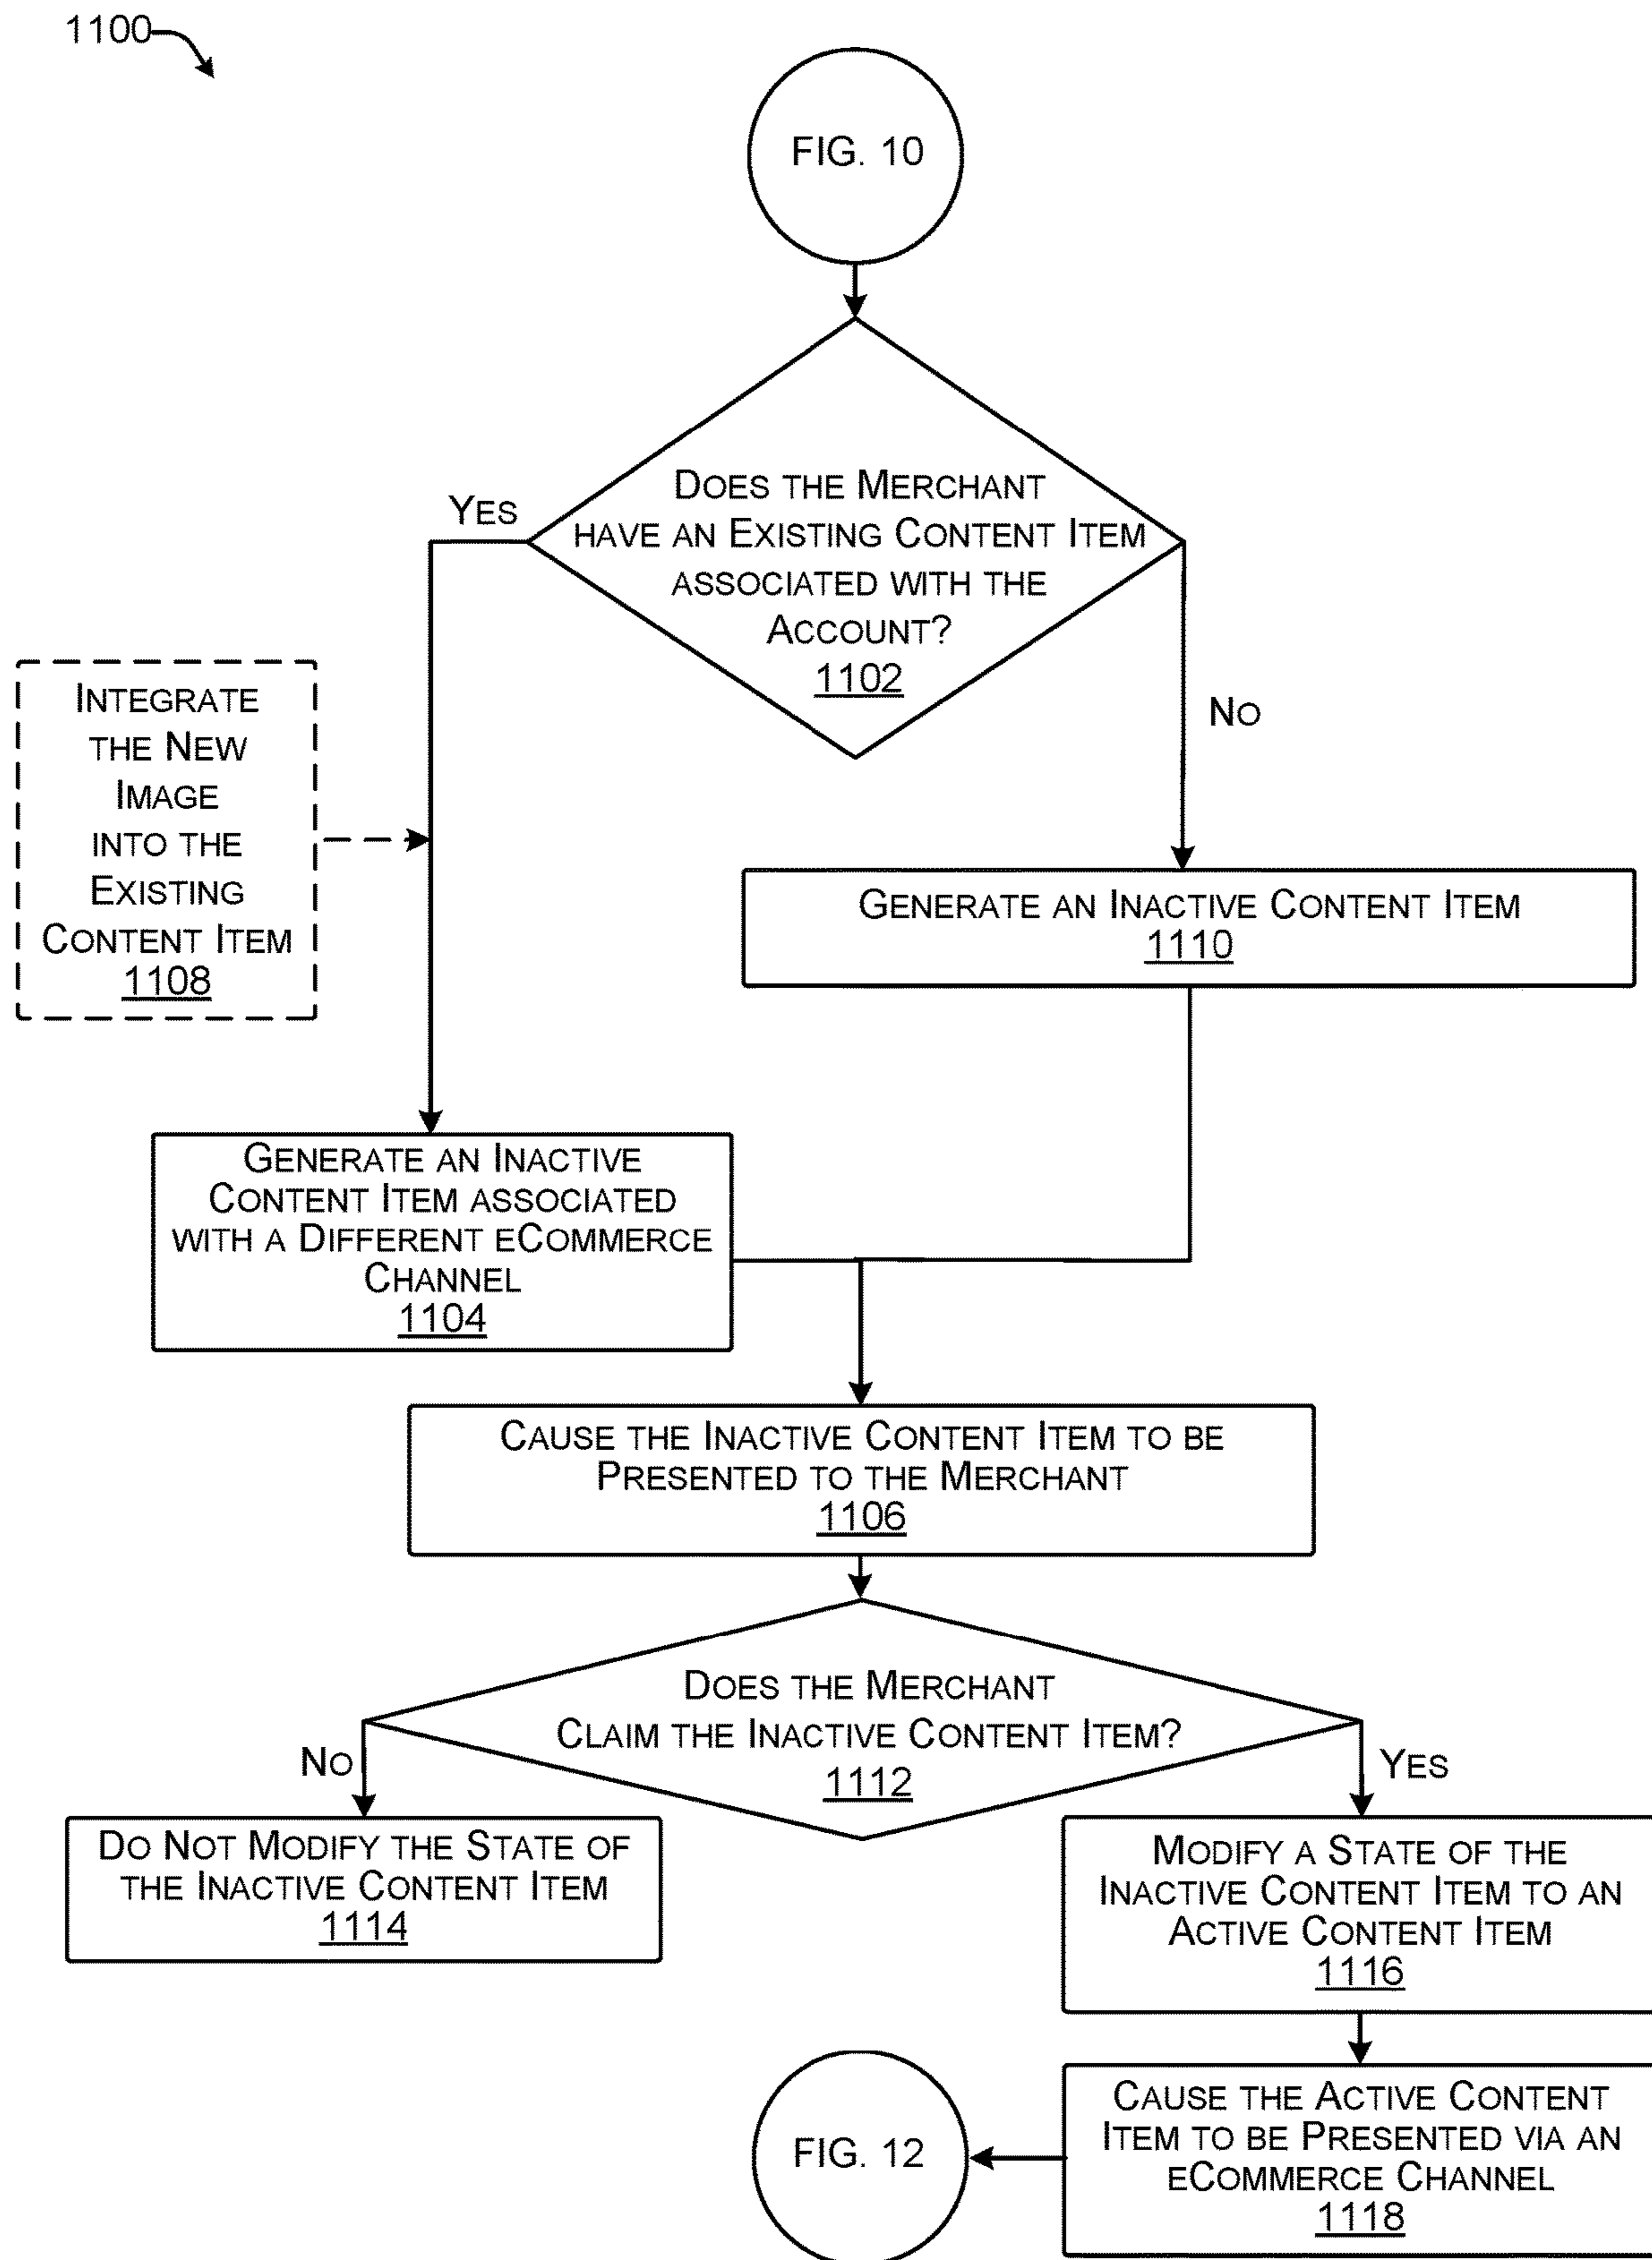 1100
FIG. 10
DOES THE MERCHANT
HAVE AN EXISTING CONTENT ITEM
ASSOCIATED WITH THE
ACCOUNT?
1102
YES
NO
INTEGRATE
THE NEW
IMAGE
INTO THE
EXISTING
CONTENT ITEM
1108
GENERATE AN INACTIVE CONTENT ITEM
1110
GENERATE AN INACTIVE
CONTENT ITEM ASSOCIATED
WITH A DIFFERENT ECOMMERCE
CHANNEL
1104
CAUSE THE INACTIVE CONTENT ITEM TO BE
PRESENTED TO THE MERCHANT
1106
DOES THE MERCHANT
CLAIM THE INACTIVE CONTENT ITEM?
1112
NO
YES
DO NOT MODIFY THE STATE OF
THE INACTIVE CONTENT ITEM
1114
MODIFY A STATE OF THE
INACTIVE CONTENT ITEM TO AN
ACTIVE CONTENT ITEM
1116
CAUSE THE ACTIVE CONTENT
ITEM TO BE PRESENTED VIA AN
ECOMMERCE CHANNEL
1118
FIG. 12